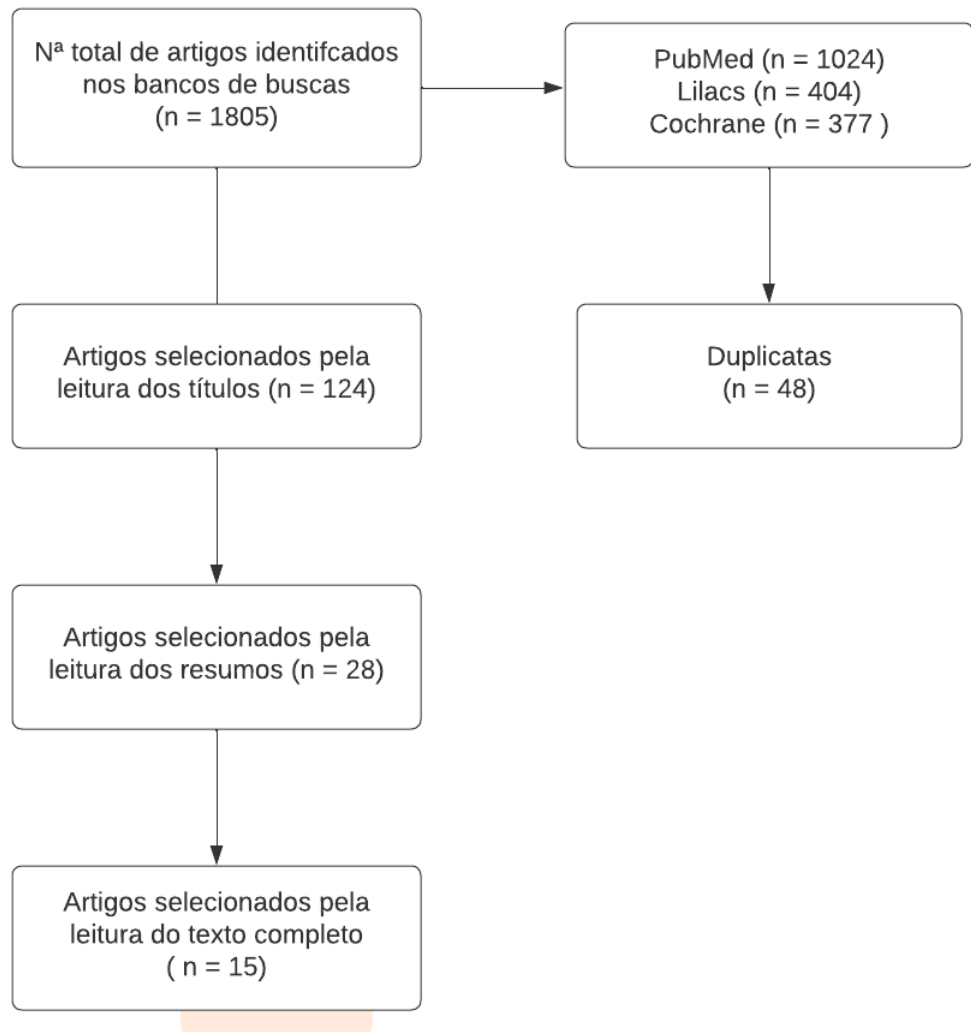 Nª total de artigos identifcados
nos bancos de buscas
(n = 1805)
PubMed (n = 1024)
Lilacs (n = 404)
Cochrane (n = 377 )
Artigos selecionados pela
leitura dos títulos (n = 124)
Duplicatas
(n = 48)
Artigos selecionados pela
leitura dos resumos (n = 28)
Artigos selecionados pela
leitura do texto completo
( n = 15)